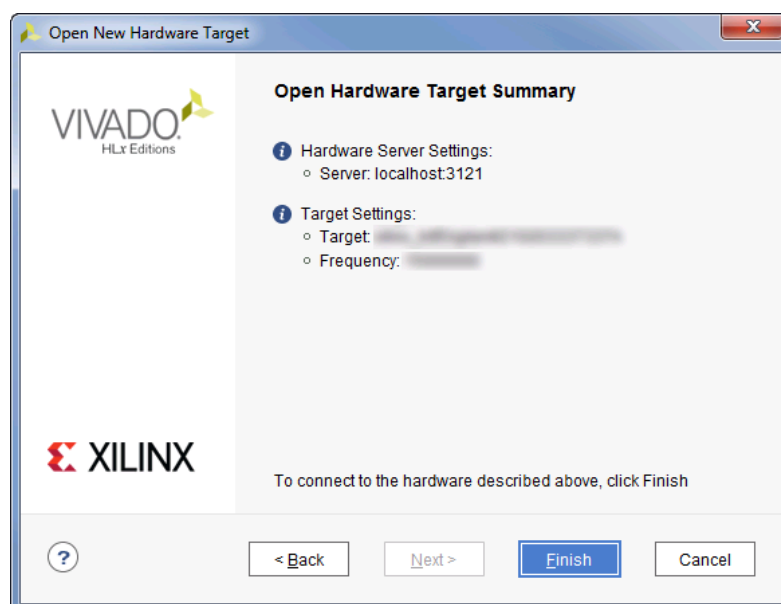 Open New Hardware Target
VIVADO.
HLx Editions
Open Hardware Target Summary
Hardware Server Settings:
Server: localhost:3121
Target Settings:
Target:
Frequency:
XILINX
To connect to the hardware described above, click Finish
?
< Back
Next >
Finish
Cancel